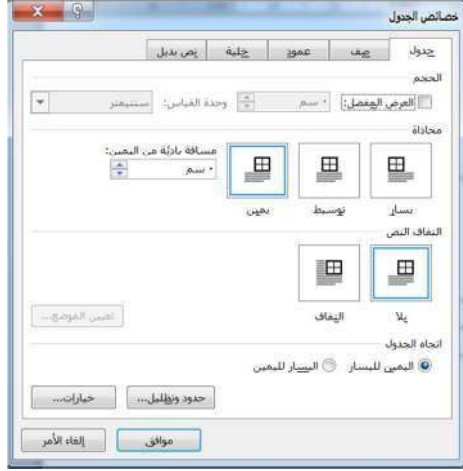 خصائص الجدول
جدول صف عمود خلية نص بديل
الحجم
العرض المفضل: ٠ سم وحدة القياس: سنتيمتر
محاذاة
مسافة بادئة من اليمين:
٠ سم
يسار توسيط يمين
التفاف النص
بلا التفاف
تعيين الموضع...
اتجاه الجدول
اليمين لليسار اليسار لليمين
حدود وتظليل... خيارات...
موافق إلغاء الأمر